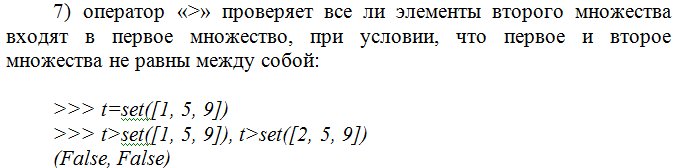 7) оператор «>» проверяет все ли элементы второго множества
входят в первое множество, при условии, что первое и второе
множества не равны между собой:
>>> t=set([1, 5, 9])
>>> t>set([1, 5, 9]), t>set([2, 5, 9])
(False, False)